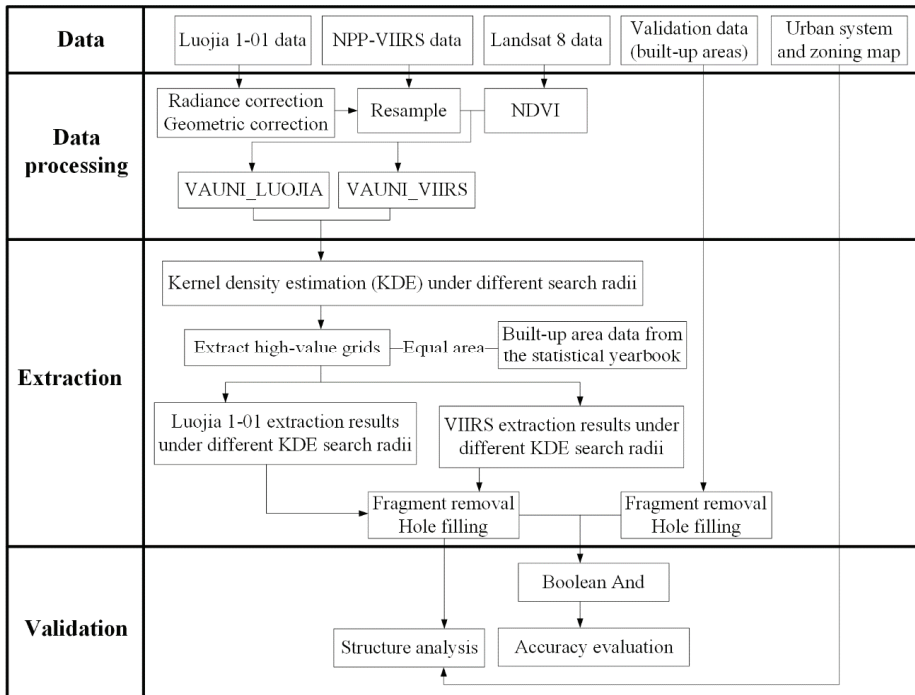 Data
Luojia 1-01 data
NPP-VIIRS data
Landsat 8 data
Validation data
(built-up areas)
Urban system
and zoning map
Data
processing
Radiance correction
Geometric correction
Resample
NDVI
VAUNI_LUOJIA
VAUNI_VIIRS
Extraction
Kernel density estimation (KDE) under different search radii
Extract high-value grids
Equal area
Built-up area data from
the statistical yearbook
Luojia 1-01 extraction results
under different KDE search radii
VIIRS extraction results under
different KDE search radii
Fragment removal
Hole filling
Fragment removal
Hole filling
Validation
Boolean And
Structure analysis
Accuracy evaluation